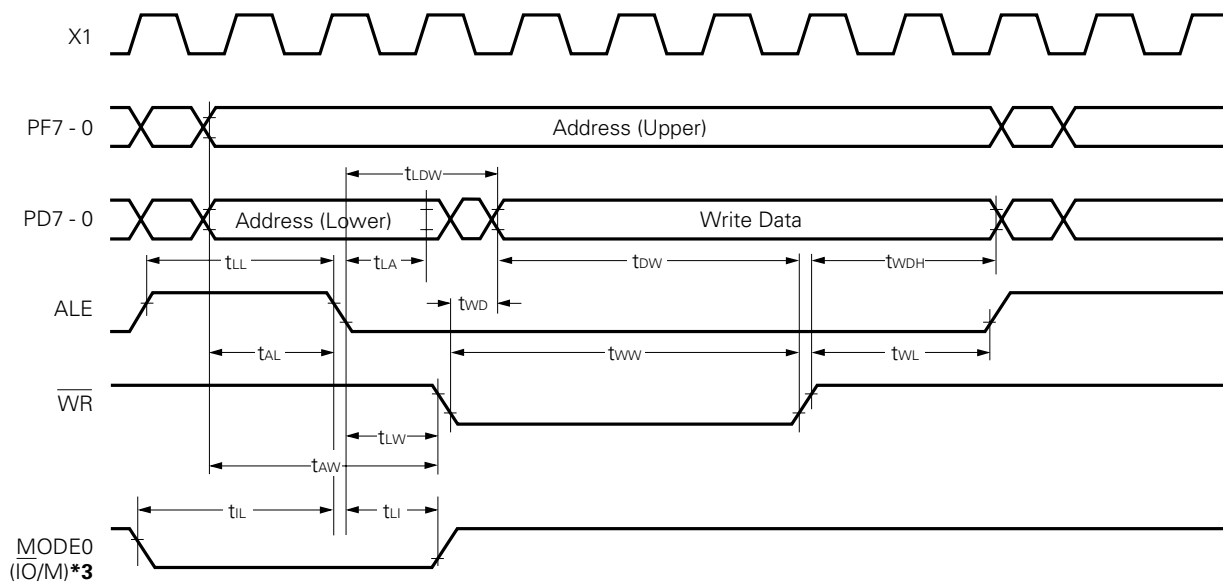 X1
PF7 - 0
Address (Upper)
tLDW
PD7 - 0
Address (Lower)
Write Data
tLL
tLA
tDW
tWDH
ALE
tWD
tAL
tWW
tWL
WR
tLW
tAW
tIL
tLI
MODE0
(IO/M)*3